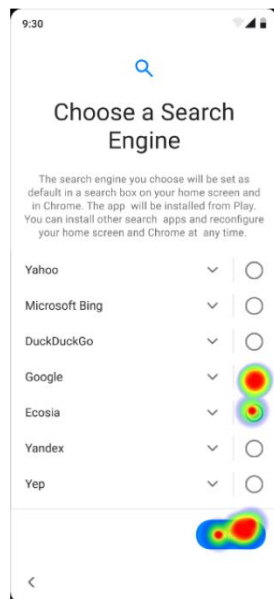 9:30
Choose a Search
Engine
The search engine you choose will be set as
default in a search box on your home screen and
in Chrome. The app will be installed from Play.
You can install other search apps and reconfigure
your home screen and Chrome at any time.
Yahoo
Microsoft Bing
DuckDuckGo
Google
Ecosia
Yandex
Yep